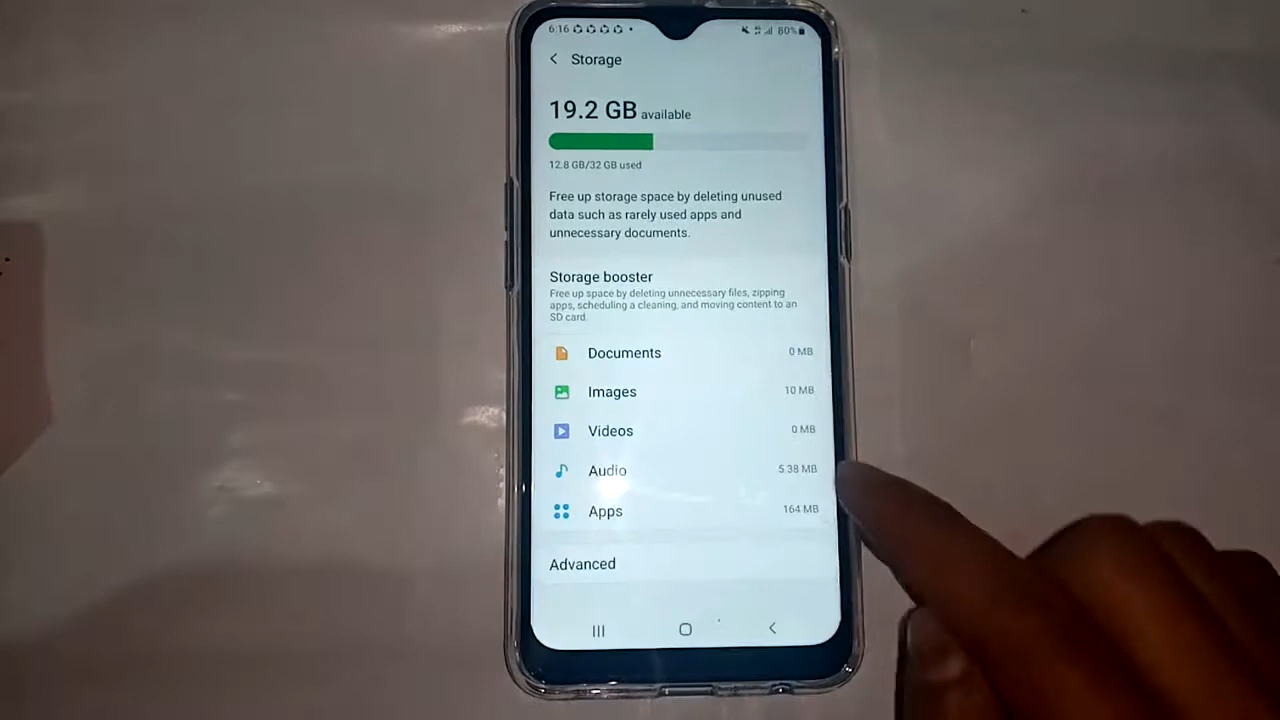 6:16 80%
Storage
19.2 GB available
12.8 GB/32 GB used
Free up storage space by deleting unused
data such as rarely used apps and
unnecessary documents.
Storage booster
Free up space by deleting unnecessary files, zipping
apps, scheduling a cleaning, and moving content to an
SD card.
Documents 0 MB
Images 10 MB
Videos 0 MB
Audio 5.38 MB
Apps 164 MB
Advanced